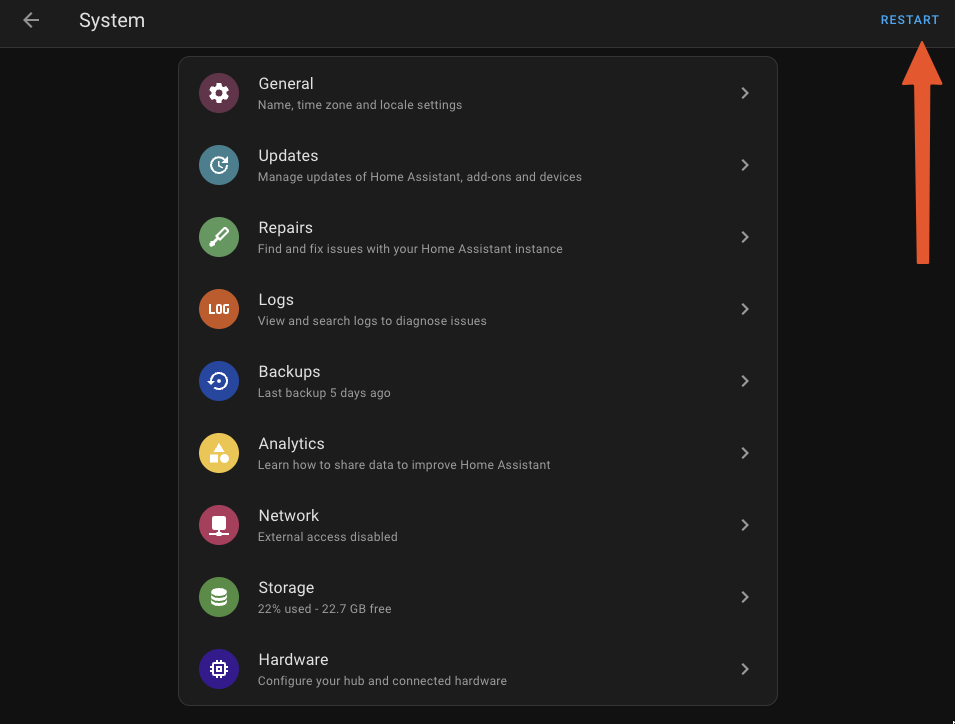 System
RESTART
General
Name, time zone and locale settings
Updates
Manage updates of Home Assistant, add-ons and devices
Repairs
Find and fix issues with your Home Assistant instance
LOG
Logs
View and search logs to diagnose issues
Backups
Last backup 5 days ago
Analytics
Learn how to share data to improve Home Assistant
Network
External access disabled
Storage
22% used - 22.7 GB free
Hardware
Configure your hub and connected hardware